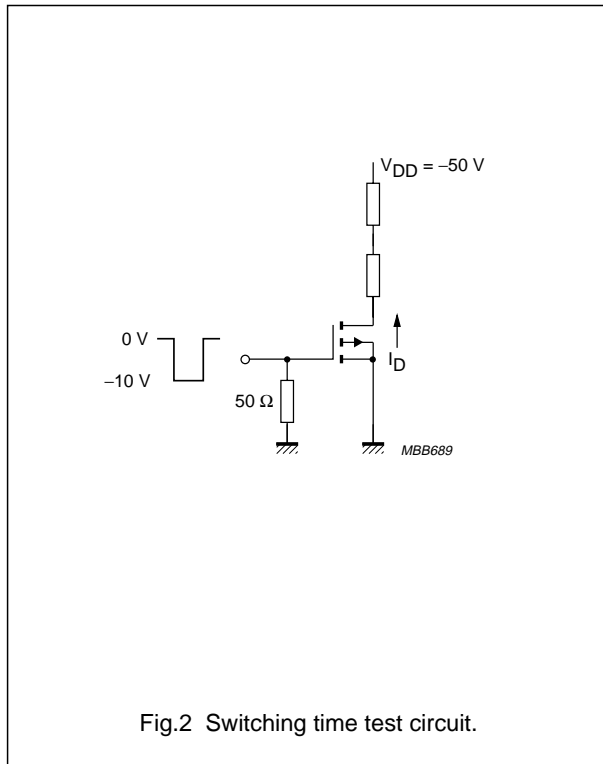 V_DD = −50 V
0 V
−10 V
I_D
50 Ω
MBB689
Fig.2 Switching time test circuit.